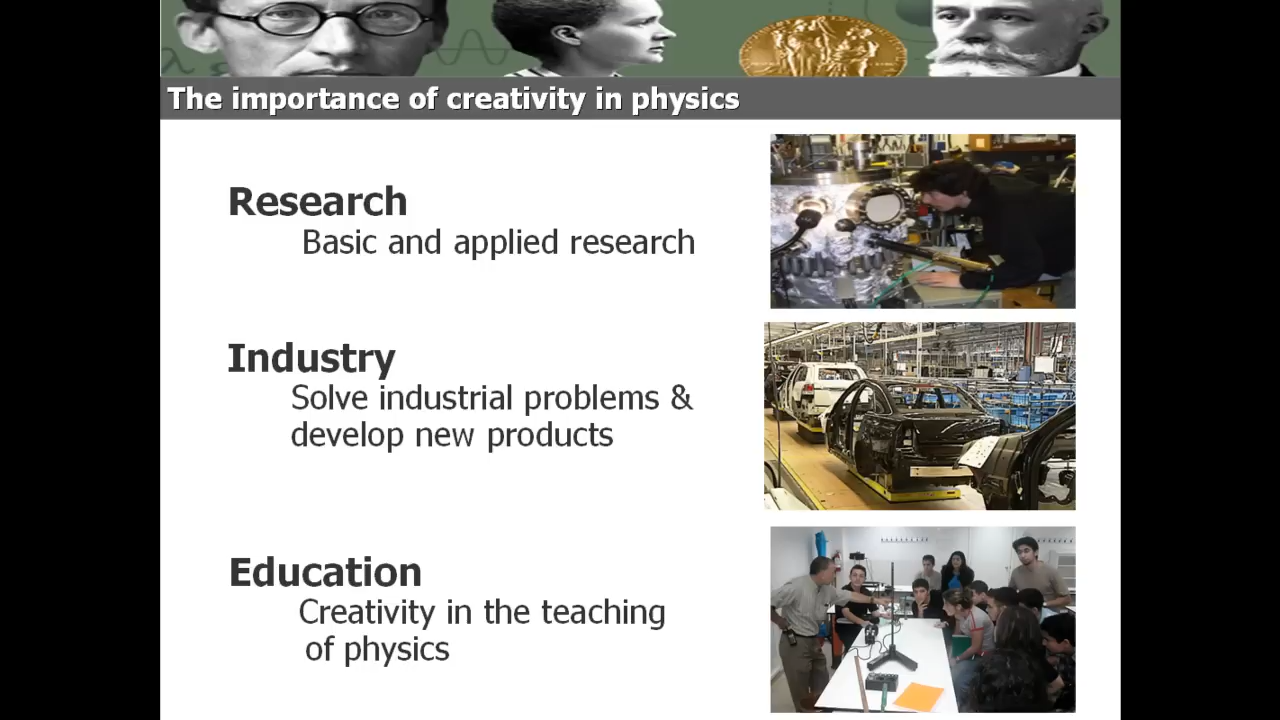 The importance of creativity in physics
Research
Basic and applied research
Industry
Solve industrial problems &
develop new products
Education
Creativity in the teaching
of physics